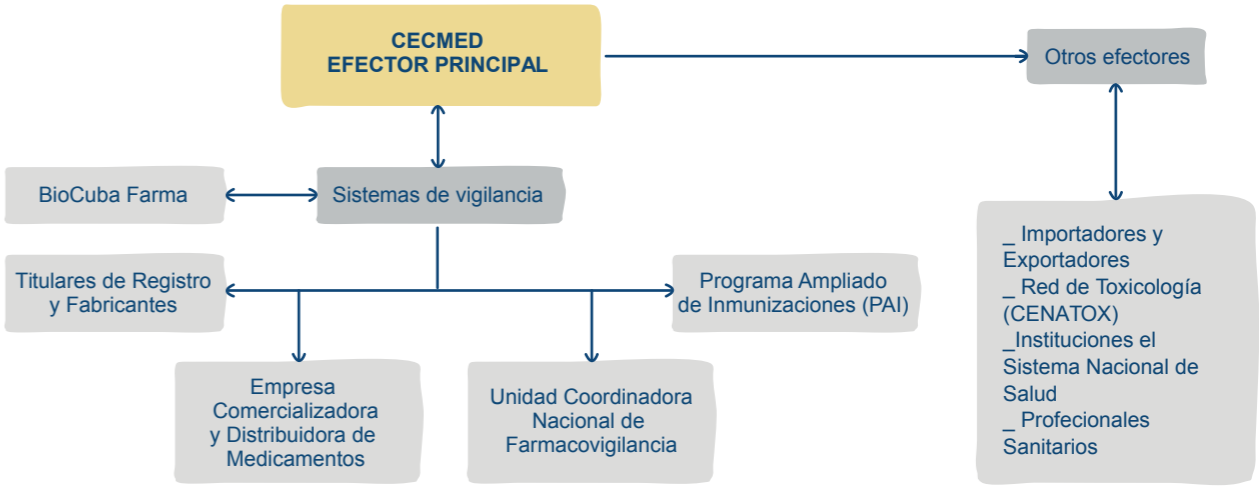 CECMED
EFECTOR PRINCIPAL
Otros efectores
BioCuba Farma
Sistemas de vigilancia
Titulares de Registro
y Fabricantes
Programa Ampliado
de Inmunizaciones (PAI)
Empresa
Comercializadora
y Distribuidora de
Medicamentos
Unidad Coordinadora
Nacional de
Farmacovigilancia
_ Importadores y
Exportadores
_ Red de Toxicología
(CENATOX)
_Instituciones el
Sistema Nacional de
Salud
_ Profecionales
Sanitarios